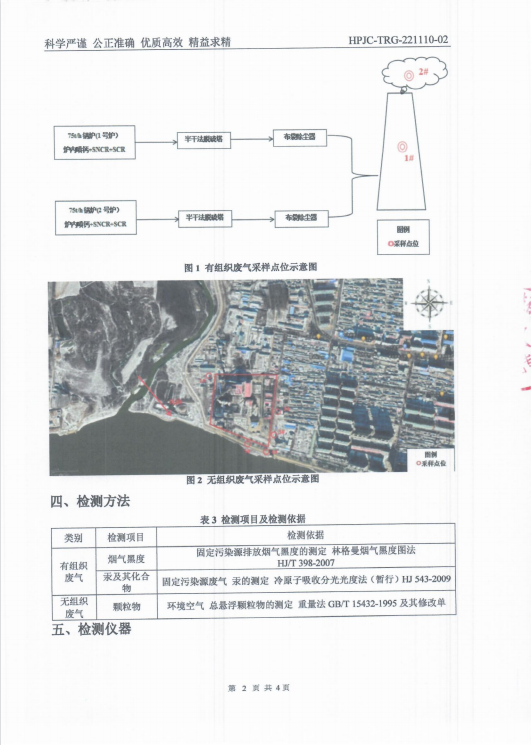 科学严谨 公正准确 优质高效 精益求精
HPJC-TRG-221110-02
2#
1#
75t/h锅炉(1号炉)
炉内喷钙+SNCR+SCR
半干法脱硫塔
布袋除尘器
75t/h锅炉(2号炉)
炉内喷钙+SNCR+SCR
半干法脱硫塔
布袋除尘器
图例
◎采样点位
图 1 有组织废气采样点位示意图
图例
○采样点位
图 2 无组织废气采样点位示意图
四、检测方法
表 3 检测项目及检测依据
类别 检测项目 检测依据
有组织
废气
烟气黑度
固定污染源排放烟气黑度的测定 林格曼烟气黑度图法
HJ/T 398-2007
汞及其化合
物
固定污染源废气 汞的测定 冷原子吸收分光光度法（暂行）HJ 543-2009
无组织
废气
颗粒物
环境空气 总悬浮颗粒物的测定 重量法 GB/T 15432-1995 及其修改单
五、检测仪器
第 2 页 共 4 页